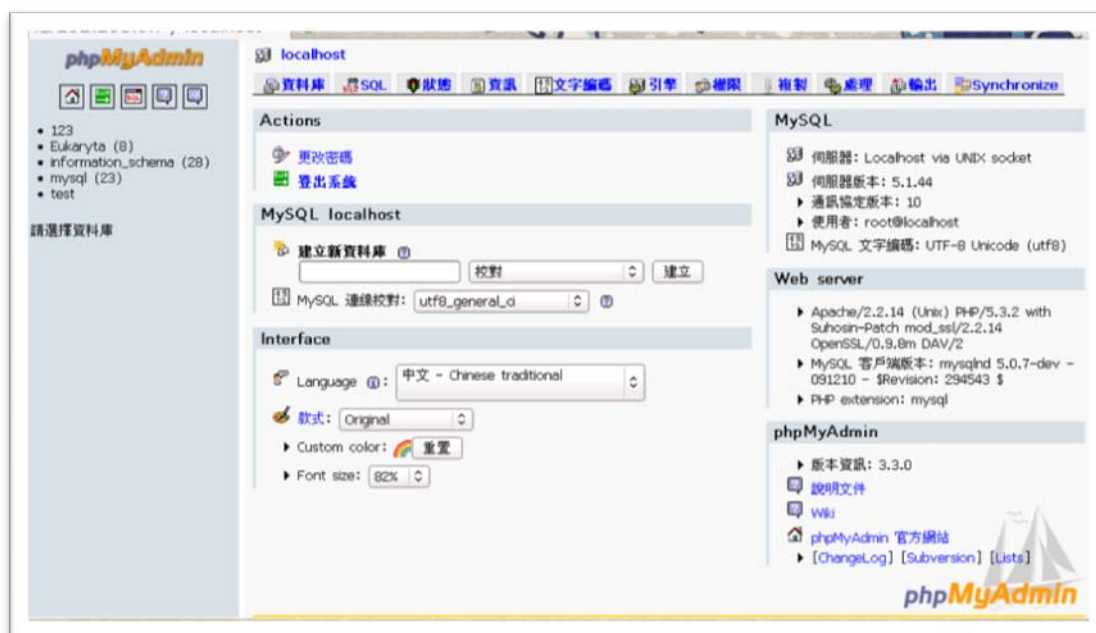 phpMyAdmin
123
Eukaryta (8)
information_schema (28)
mysql (23)
test
請選擇資料庫
localhost
資料庫 SQL 狀態 資訊 文字編碼 引擎 權限 複製 處理 輸出 Synchronize
Actions
更改密碼
登出系統
MySQL localhost
建立新資料庫
校對 建立
MySQL 連線校對: utf8_general_ci
Interface
Language : 中文 - Chinese traditional
款式: Original
Custom color: 重置
Font size: 82%
MySQL
伺服器: Localhost via UNIX socket
伺服器版本: 5.1.44
通訊協定版本: 10
使用者: root@localhost
MySQL 文字編碼: UTF-8 Unicode (utf8)
Web server
Apache/2.2.14 (Unix) PHP/5.3.2 with
Suhosin-Patch mod_ssl/2.2.14
OpenSSL/0.9.8m DAV/2
MySQL 客戶端版本: mysqlnd 5.0.7-dev -
091210 - $Revision: 294543 $
PHP extension: mysql
phpMyAdmin
版本資訊: 3.3.0
說明文件
Wiki
phpMyAdmin 官方網站
[ChangeLog] [Subversion] [Lists]
phpMyAdmin